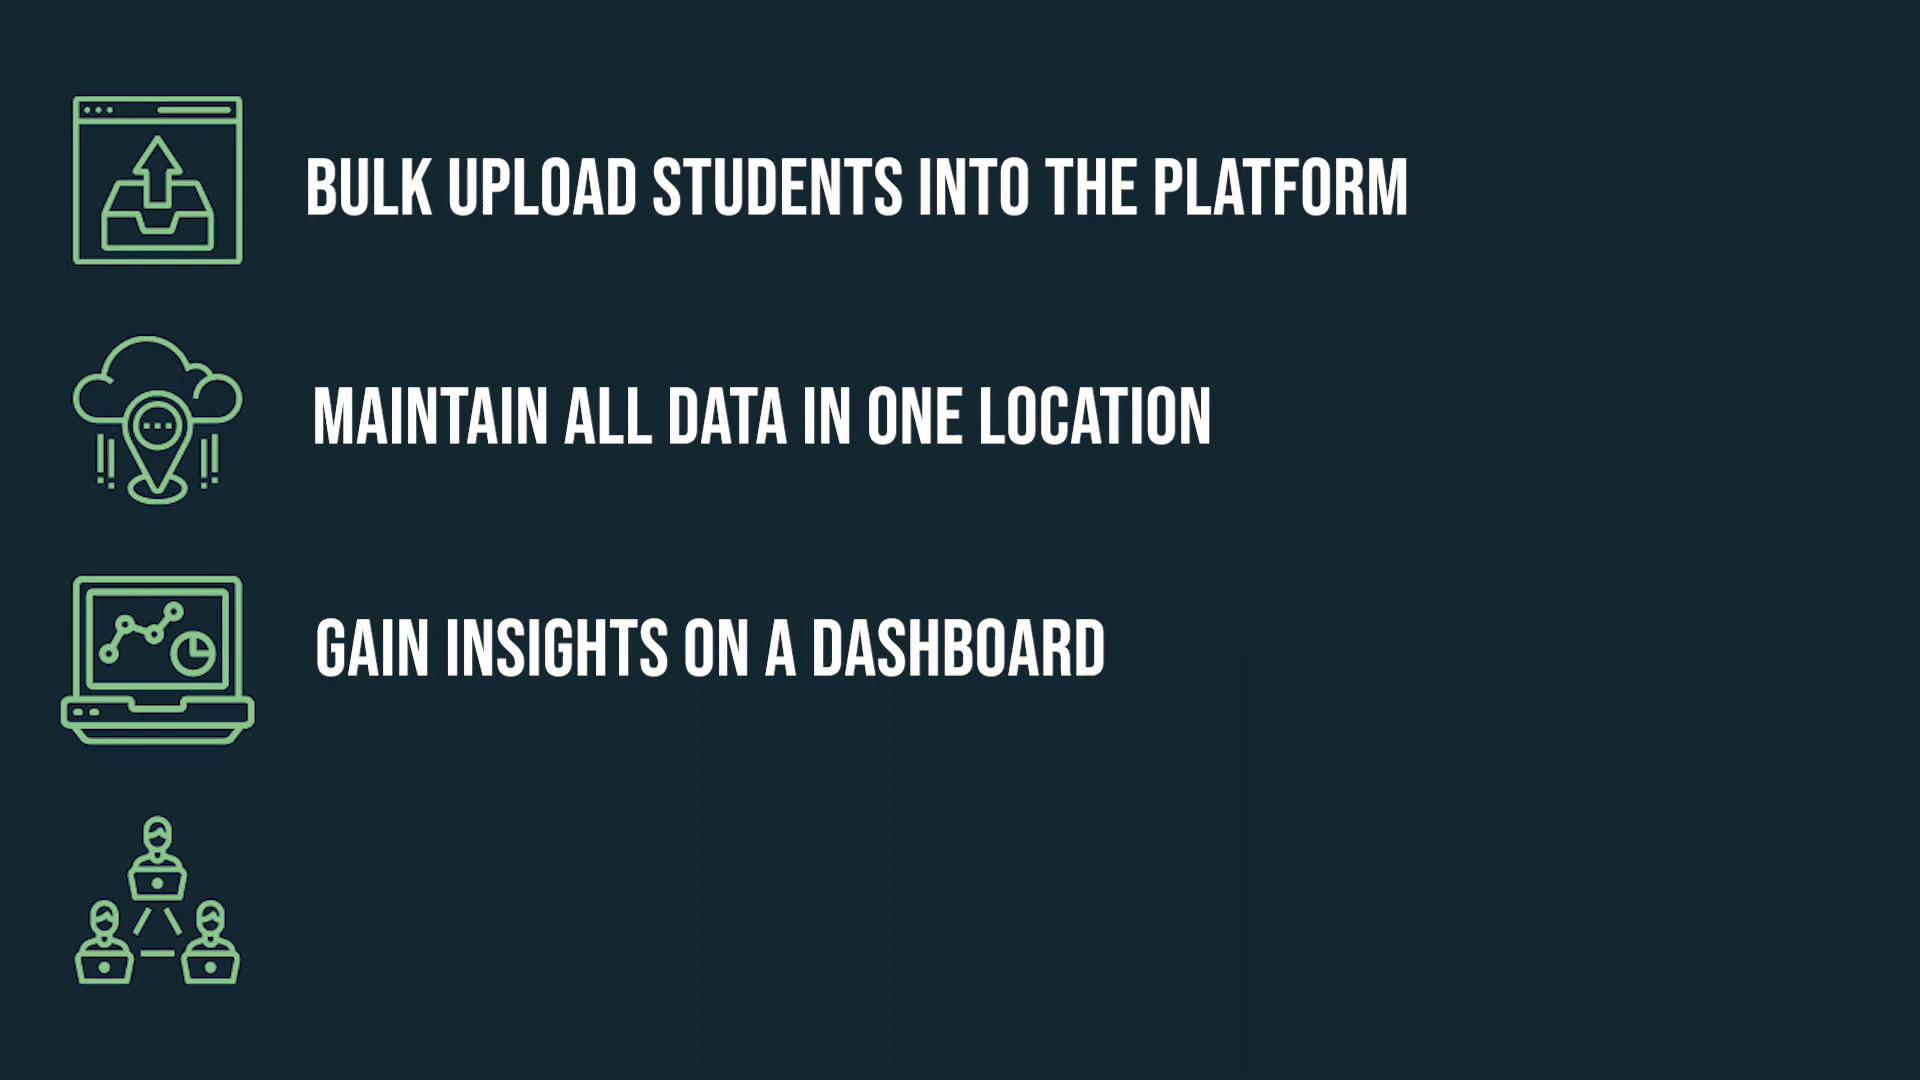 BULK UPLOAD STUDENTS INTO THE PLATFORM
MAINTAIN ALL DATA IN ONE LOCATION
GAIN INSIGHTS ON A DASHBOARD